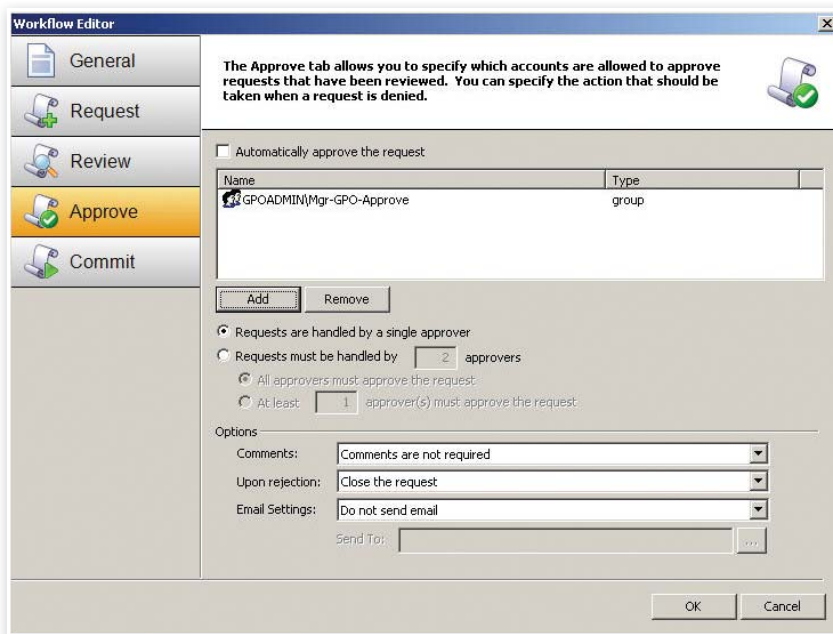 Workflow Editor
General
Request
Review
Approve
Commit
The Approve tab allows you to specify which accounts are allowed to approve
requests that have been reviewed. You can specify the action that should be
taken when a request is denied.
Automatically approve the request
Name Type
GPOADMIN\Mgr-GPO-Approve group
Add Remove
Requests are handled by a single approver
Requests must be handled by 2 approvers
All approvers must approve the request
At least 1 approver(s) must approve the request
Options
Comments: Comments are not required
Upon rejection: Close the request
Email Settings: Do not send email
Send To: ...
OK Cancel